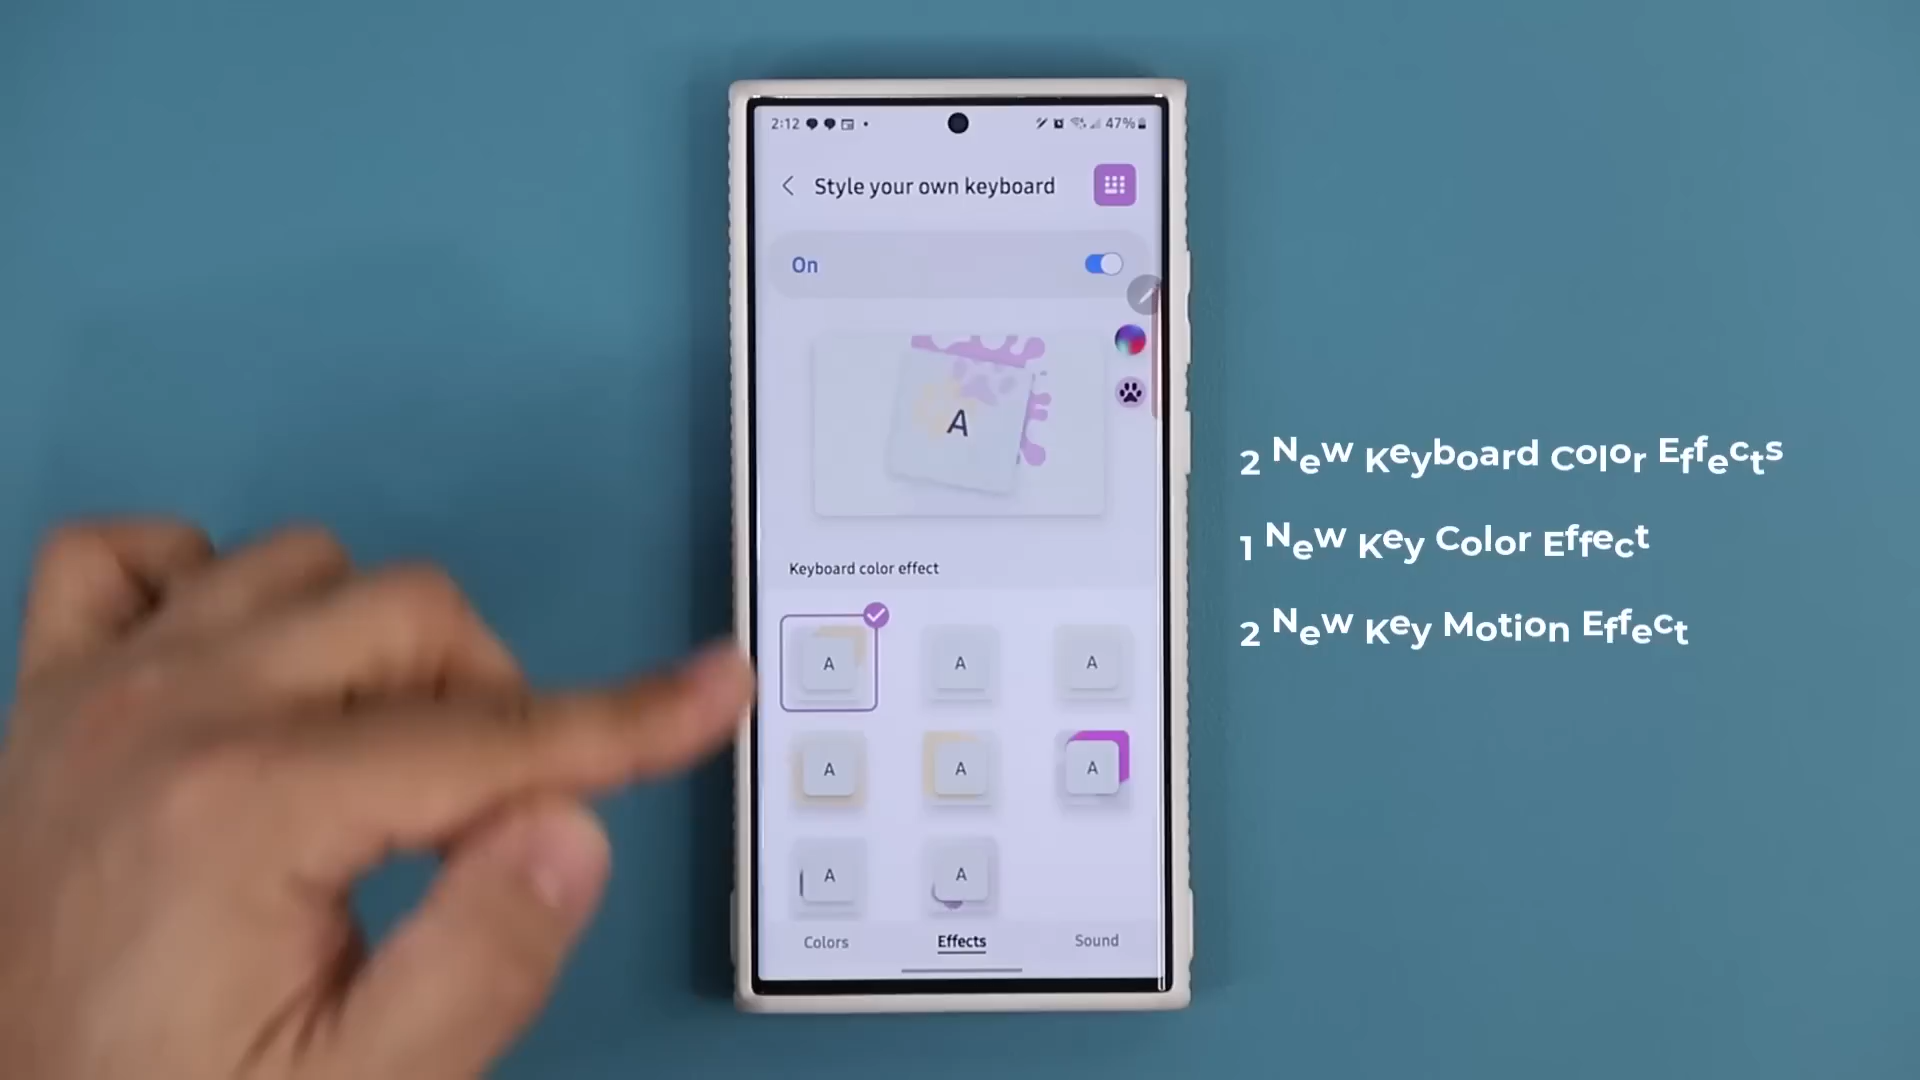 2:12
47%
Style your own keyboard
On
A
Keyboard color effect
A A A
A A A
A A
Colors Effects Sound
2 New Keyboard Color Effects
1 New Key Color Effect
2 New Key Motion Effect